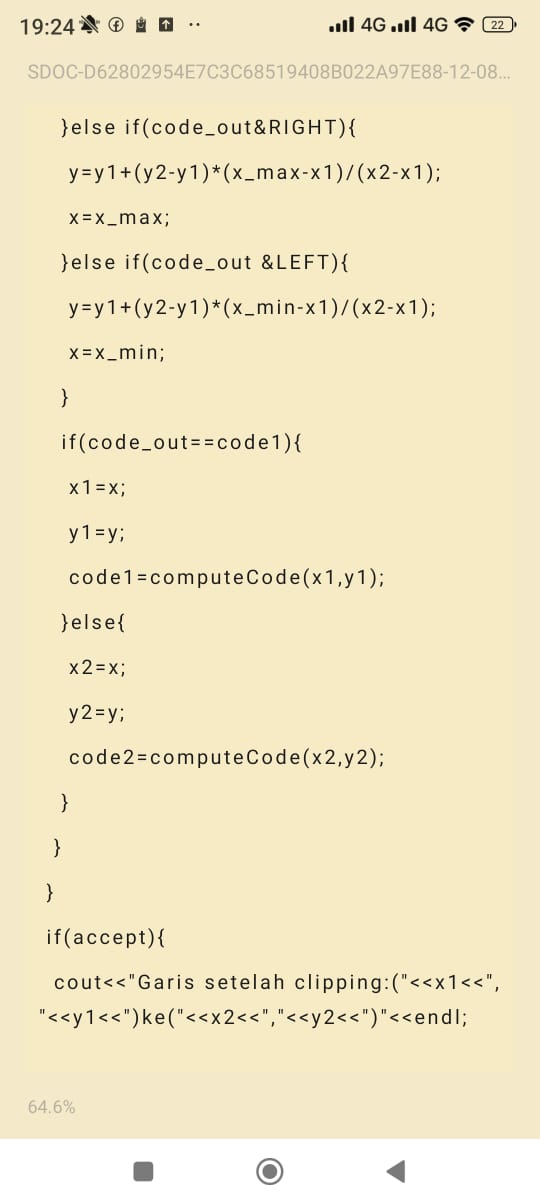 19:24
4G 4G 22
SDOC-D62802954E7C3C68519408B022A97E88-12-08...
}else if(code_out&RIGHT){
y=y1+(y2-y1)*(x_max-x1)/(x2-x1);
x=x_max;
}else if(code_out &LEFT){
y=y1+(y2-y1)*(x_min-x1)/(x2-x1);
x=x_min;
}
if(code_out==code1){
x1=x;
y1=y;
code1=computeCode(x1,y1);
}else{
x2=x;
y2=y;
code2=computeCode(x2,y2);
}
}
}
if(accept){
cout<<"Garis setelah clipping:("<<x1<<",
"<<y1<<")ke("<<x2<<","<<y2<<")"<<endl;
64.6%